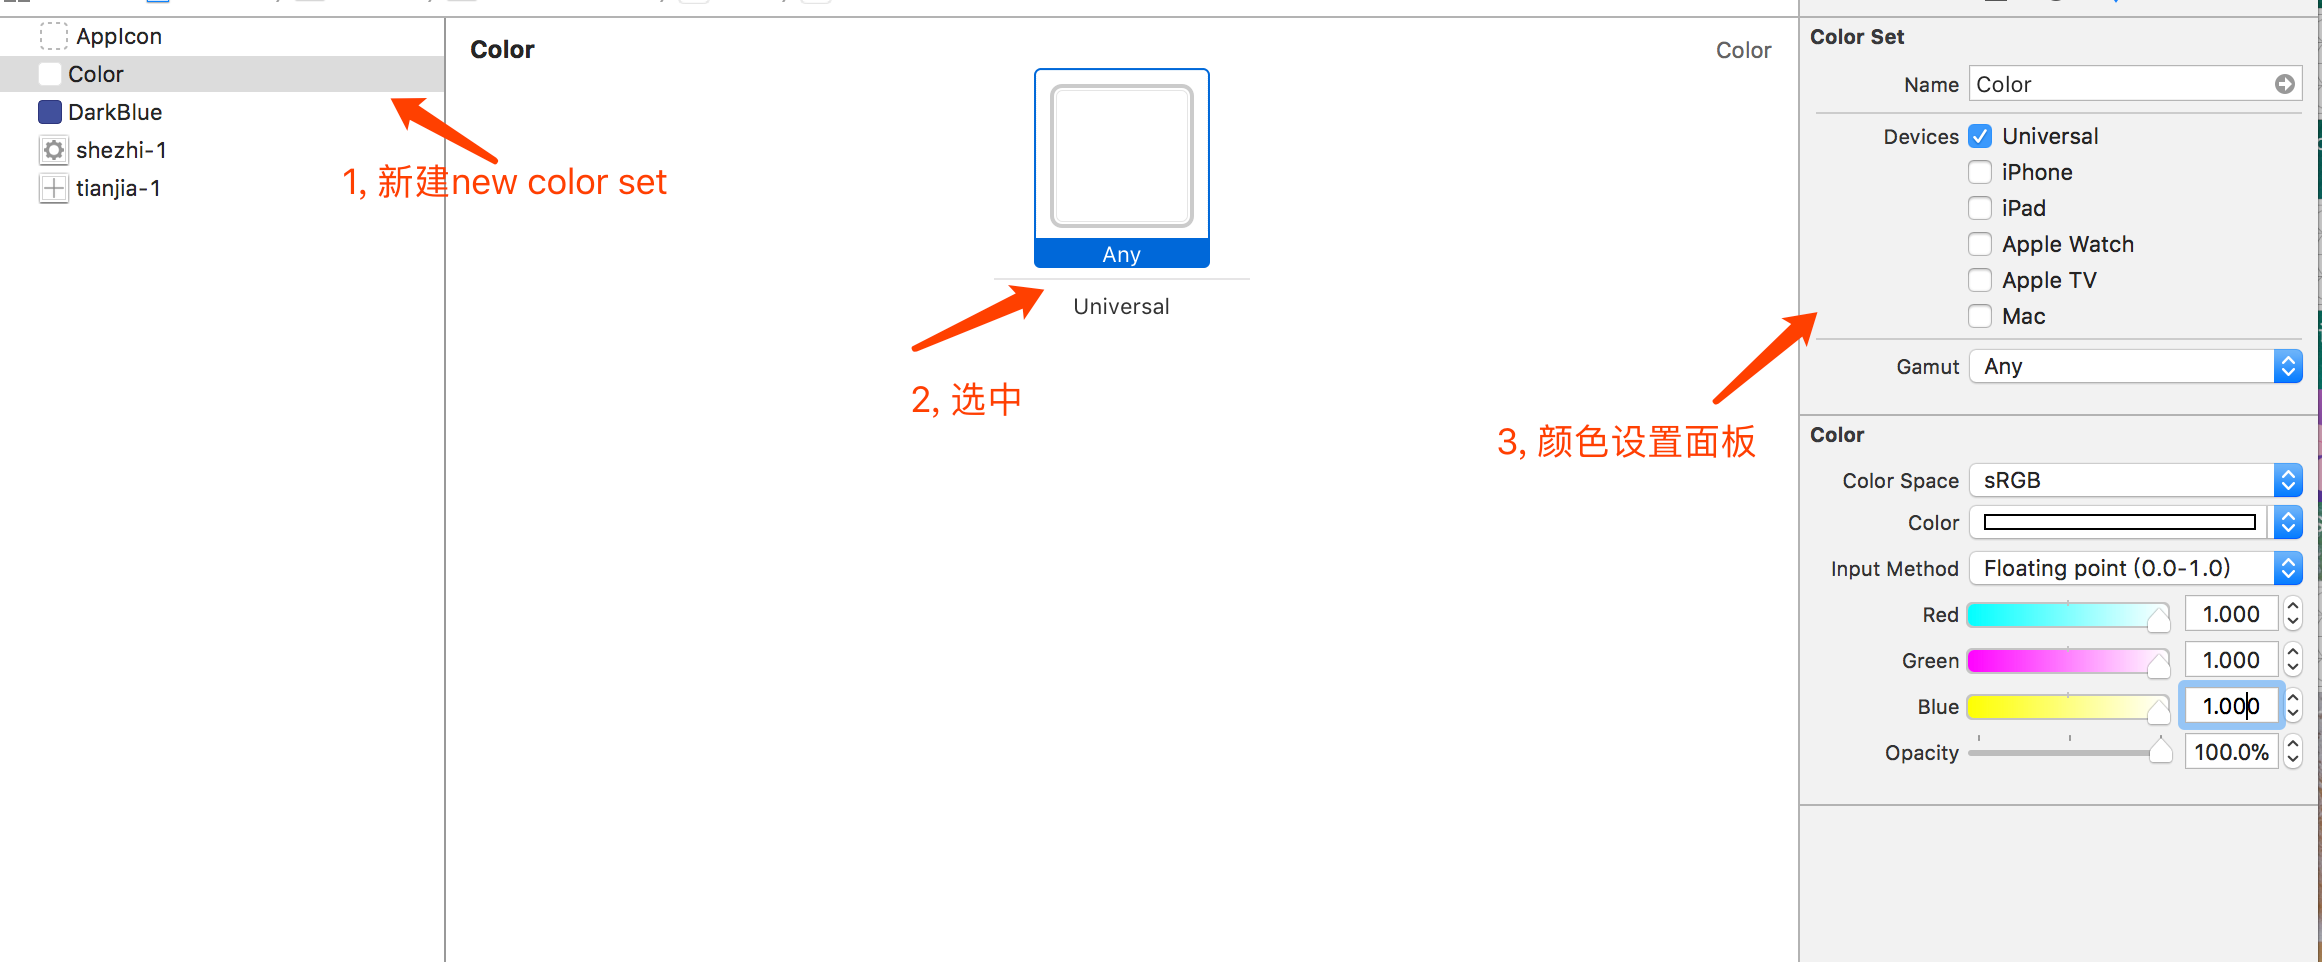 AppIcon
Color
DarkBlue
shezhi-1
tianjia-1
1, 新建new color set
Color
Color
Any
Universal
2, 选中
3, 颜色设置面板
Color Set
Name Color
Devices Universal
iPhone
iPad
Apple Watch
Apple TV
Mac
Gamut Any
Color
Color Space sRGB
Color
Input Method Floating point (0.0-1.0)
Red 1.000
Green 1.000
Blue 1.000
Opacity 100.0%